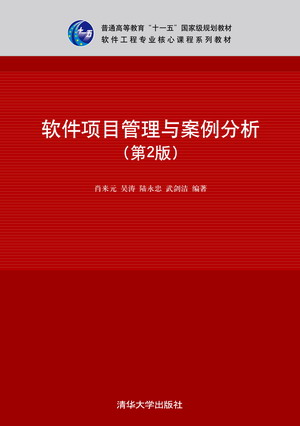 普通高等教育“十一五”国家级规划教材
软件工程专业核心课程系列教材
软件项目管理与案例分析
（第2版）
肖来元 吴涛 陆永忠 武剑洁 编著
清华大学出版社